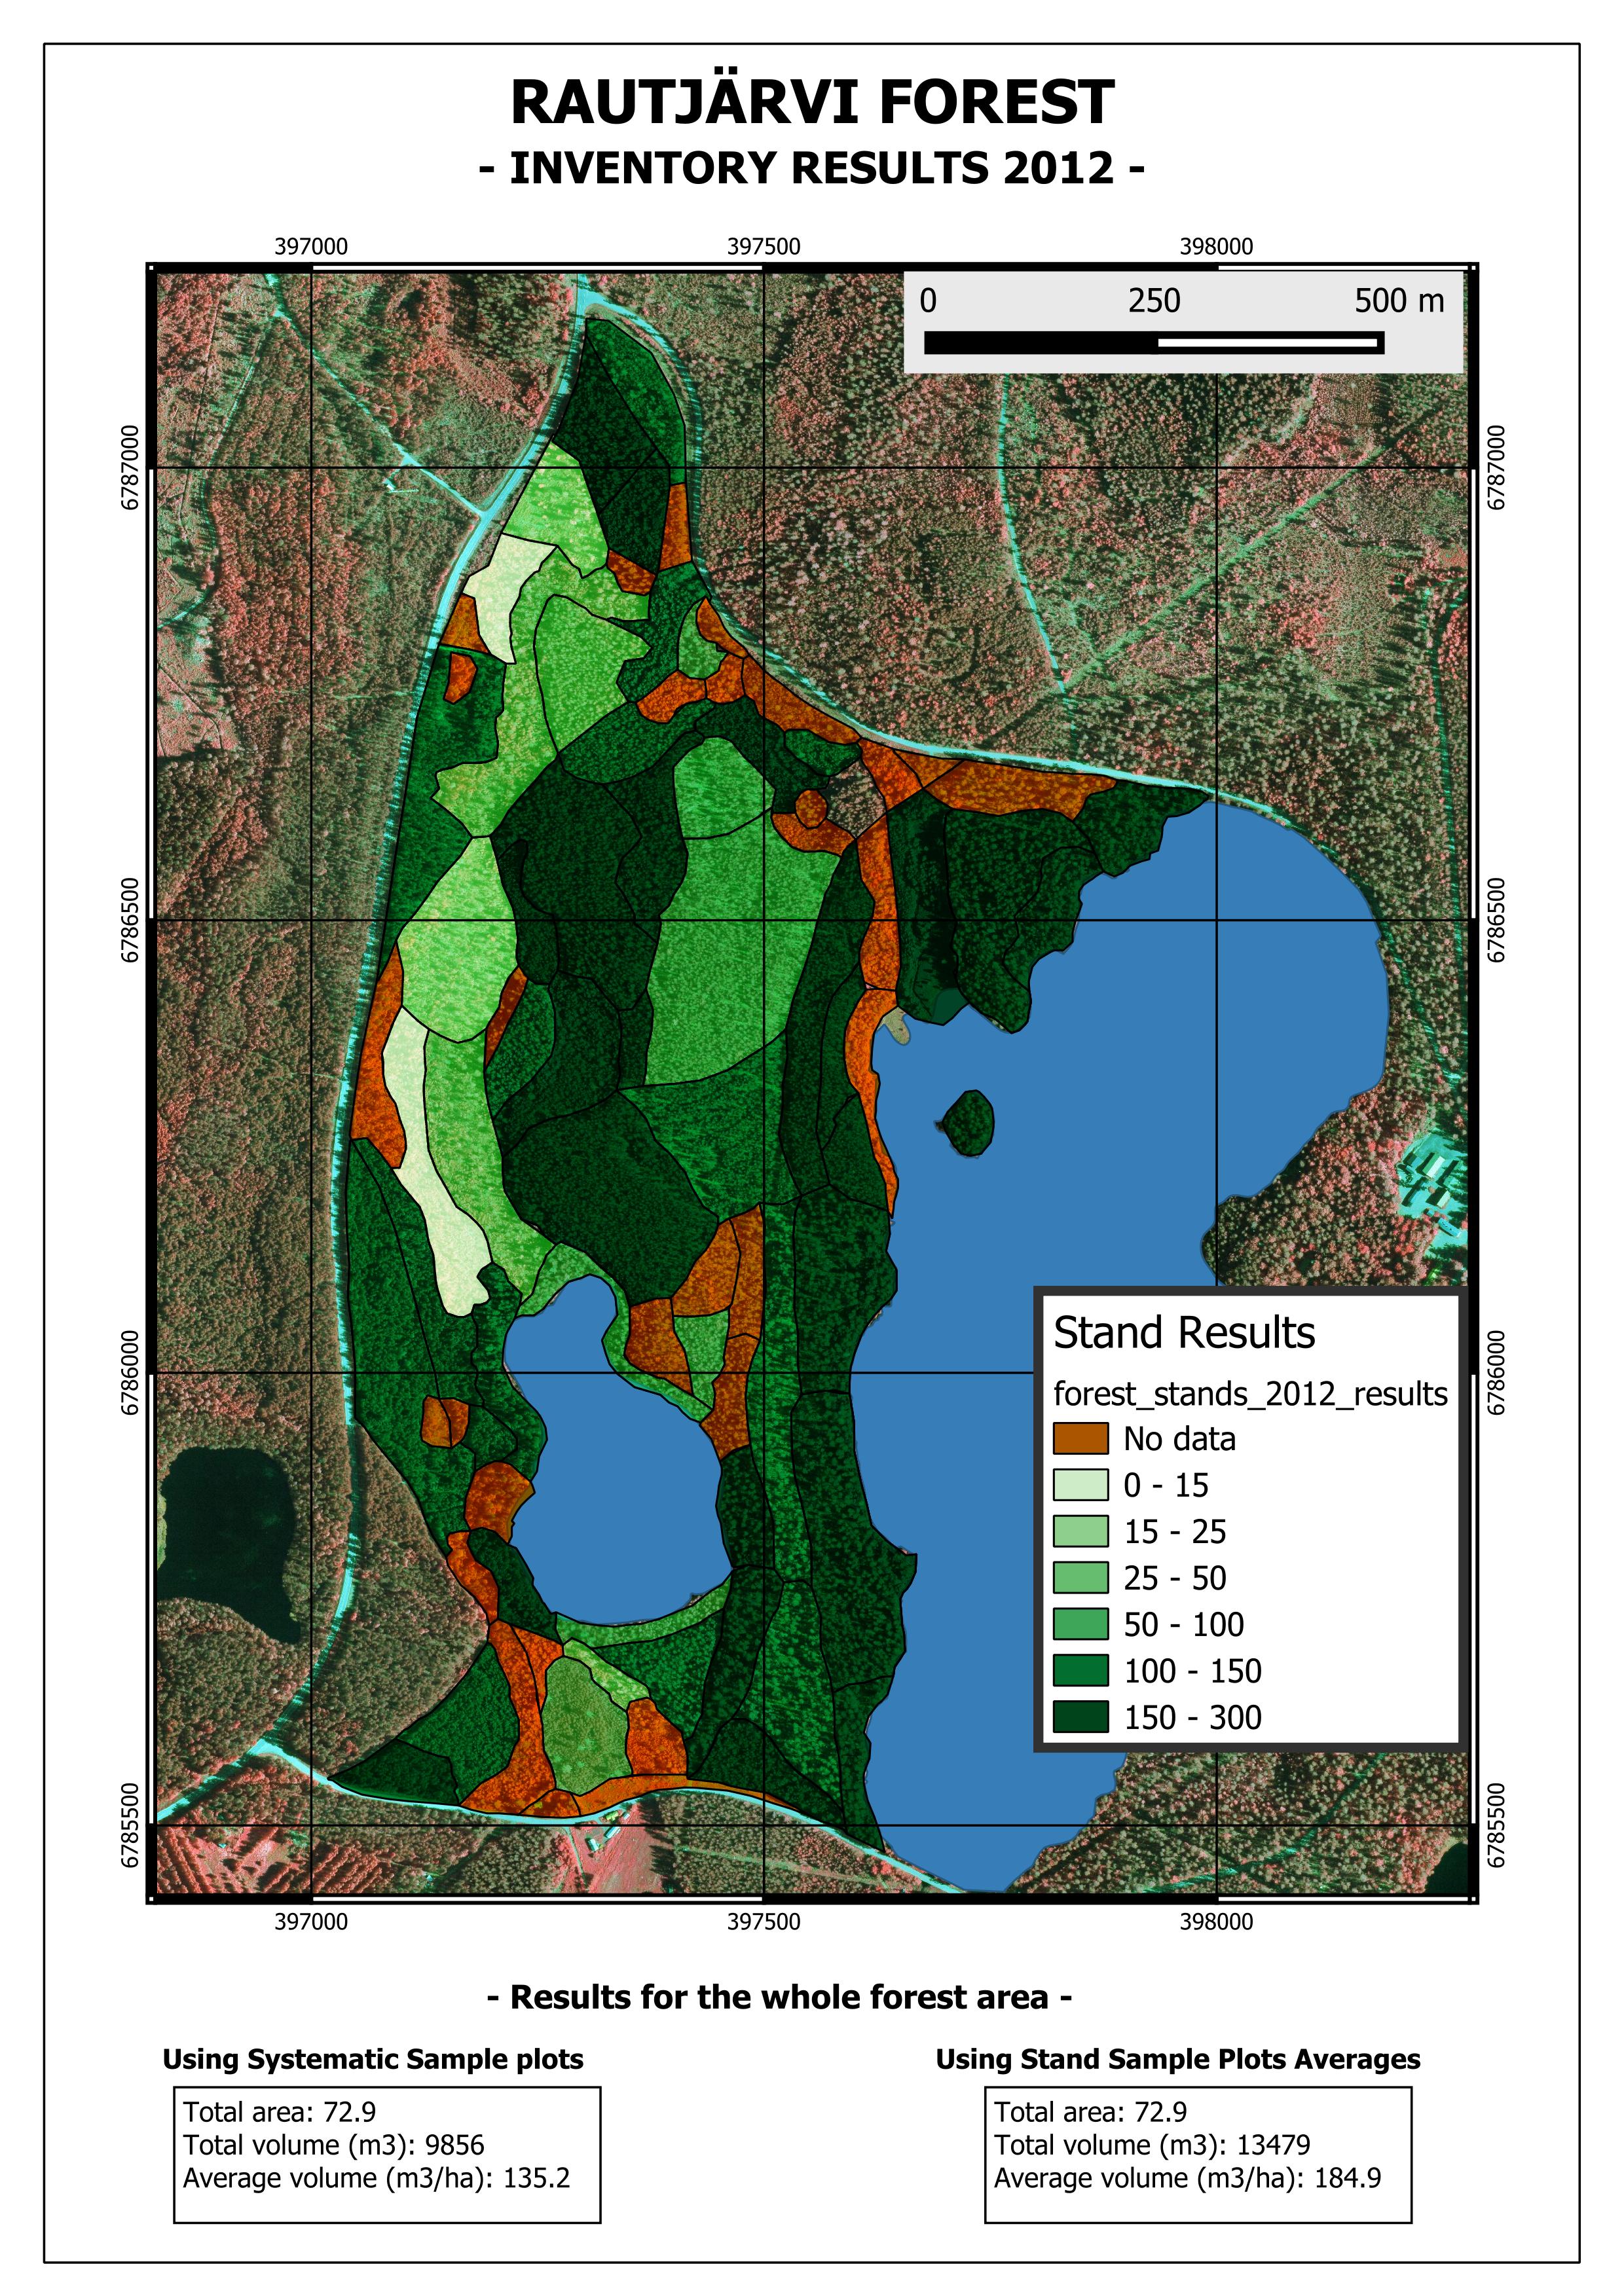 RAUTJÄRVI FOREST
- INVENTORY RESULTS 2012 -
397000 397500 398000
0 250 500 m
6787000 6787000
6786500 6786500
Stand Results
forest_stands_2012_results
No data
0 - 15
15 - 25
25 - 50
50 - 100
100 - 150
150 - 300
6786000 6786000
6785500 6785500
397000 397500 398000
- Results for the whole forest area -
Using Systematic Sample plots
Total area: 72.9
Total volume (m3): 9856
Average volume (m3/ha): 135.2
Using Stand Sample Plots Averages
Total area: 72.9
Total volume (m3): 13479
Average volume (m3/ha): 184.9